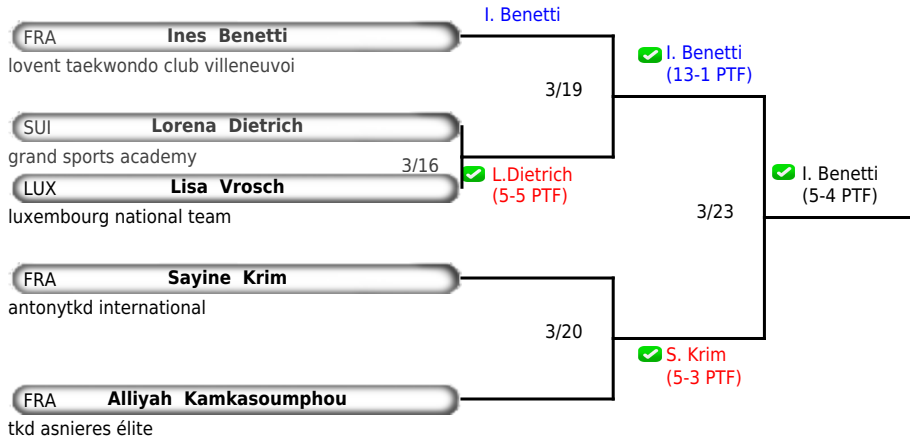 I. Benetti
FRA Ines Benetti
lovent taekwondo club villeneuvoi
I. Benetti
(13-1 PTF)
3/19
SUI Lorena Dietrich
grand sports academy
3/16
L.Dietrich
(5-5 PTF)
LUX Lisa Vrosch
luxembourg national team
I. Benetti
(5-4 PTF)
3/23
FRA Sayine Krim
antonytkd international
3/20
S. Krim
(5-3 PTF)
FRA Alliyah Kamkasoumphou
tkd asnieres élite